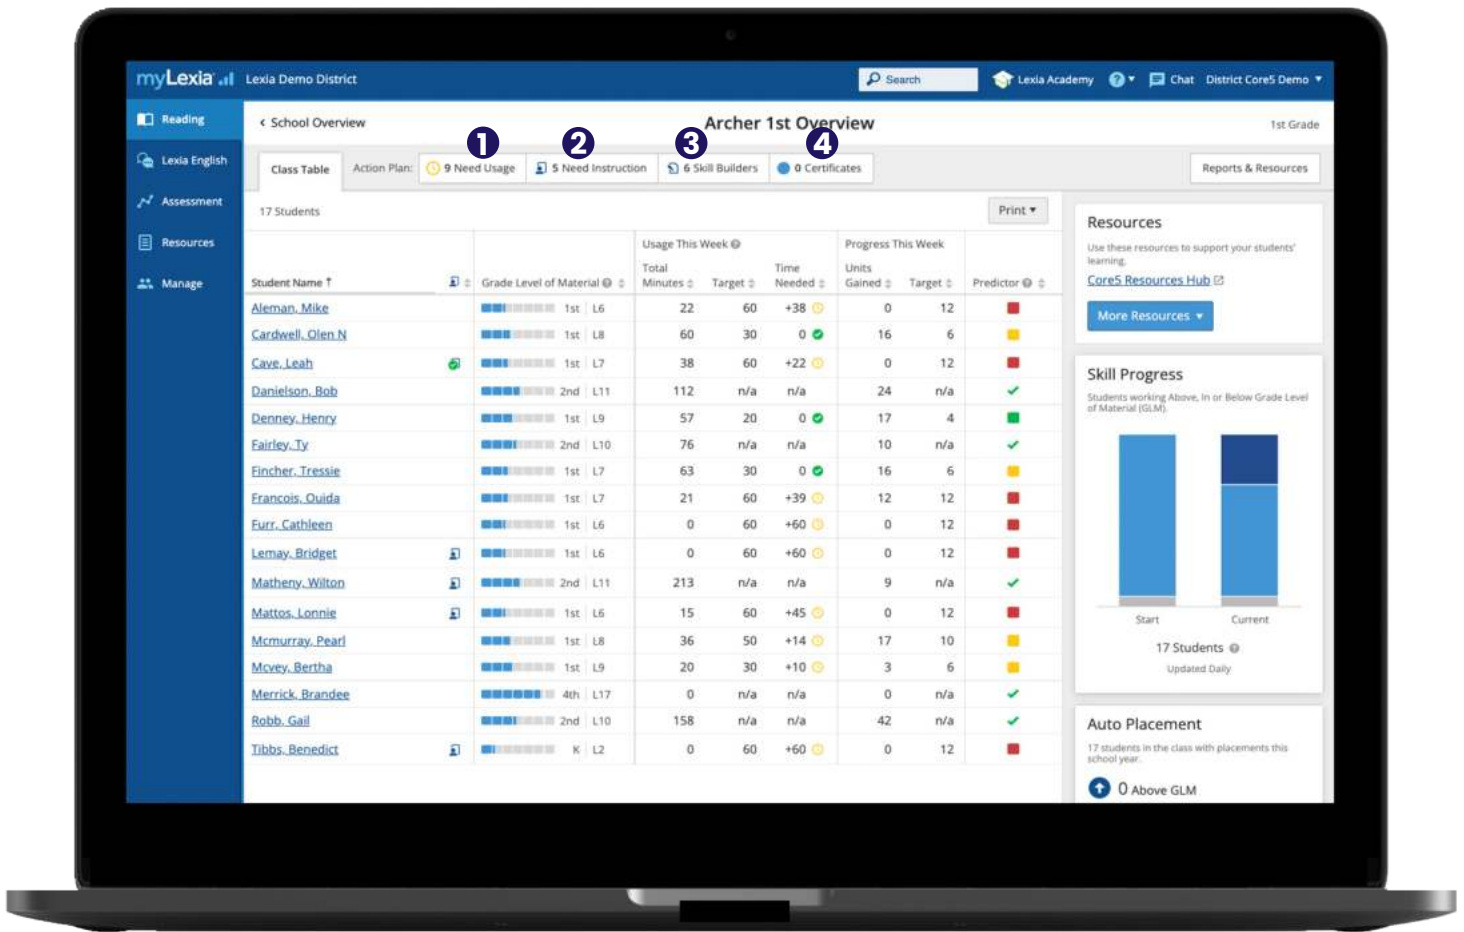 1 2 3 4
myLexia Lexia Demo District Search Lexia Academy ? Chat District Core5 Demo
Reading
Lexia English
Assessment
Resources
Manage
‹ School Overview Archer 1st Overview 1st Grade
Class Table Action Plan: 9 Need Usage 5 Need Instruction 6 Skill Builders 0 Certificates Reports & Resources
17 Students Print
Usage This Week ? Progress This Week
Student Name ↑ Grade Level of Material ? Total Minutes Target Time Needed Units Gained Target Predictor ?
Aleman, Mike 1st L6 22 60 +38 0 12
Cardwell, Olen N 1st L8 60 30 0 16 6
Cave, Leah 1st L7 38 60 +22 0 12
Danielson, Bob 2nd L11 112 n/a n/a 24 n/a
Denney, Henry 1st L9 57 20 0 17 4
Fairley, Ty 2nd L10 76 n/a n/a 10 n/a
Fincher, Tressie 1st L7 63 30 0 16 6
Francois, Ouida 1st L7 21 60 +39 12 12
Furr, Cathleen 1st L6 0 60 +60 0 12
Lemay, Bridget 1st L6 0 60 +60 0 12
Matheny, Wilton 2nd L11 213 n/a n/a 9 n/a
Mattos, Lonnie 1st L6 15 60 +45 0 12
Mcmurray, Pearl 1st L8 36 50 +14 17 10
Mcvey, Bertha 1st L9 20 30 +10 3 6
Merrick, Brandee 4th L17 0 n/a n/a 0 n/a
Robb, Gail 2nd L10 158 n/a n/a 42 n/a
Tibbs, Benedict K L2 0 60 +60 0 12
Resources
Use these resources to support your students'
learning.
Core5 Resources Hub
More Resources
Skill Progress
Students working Above, In or Below Grade Level
of Material (GLM).
Start Current
17 Students ?
Updated Daily
Auto Placement
17 students in the class with placements this
school year.
0 Above GLM